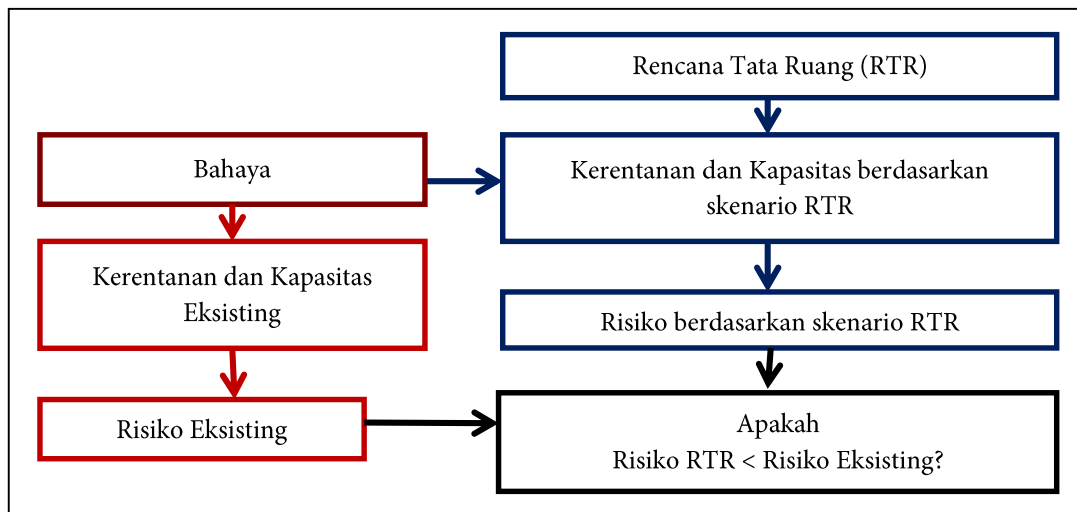 Rencana Tata Ruang (RTR)
Bahaya
Kerentanan dan Kapasitas berdasarkan
skenario RTR
Kerentanan dan Kapasitas
Eksisting
Risiko berdasarkan skenario RTR
Risiko Eksisting
Apakah
Risiko RTR < Risiko Eksisting?